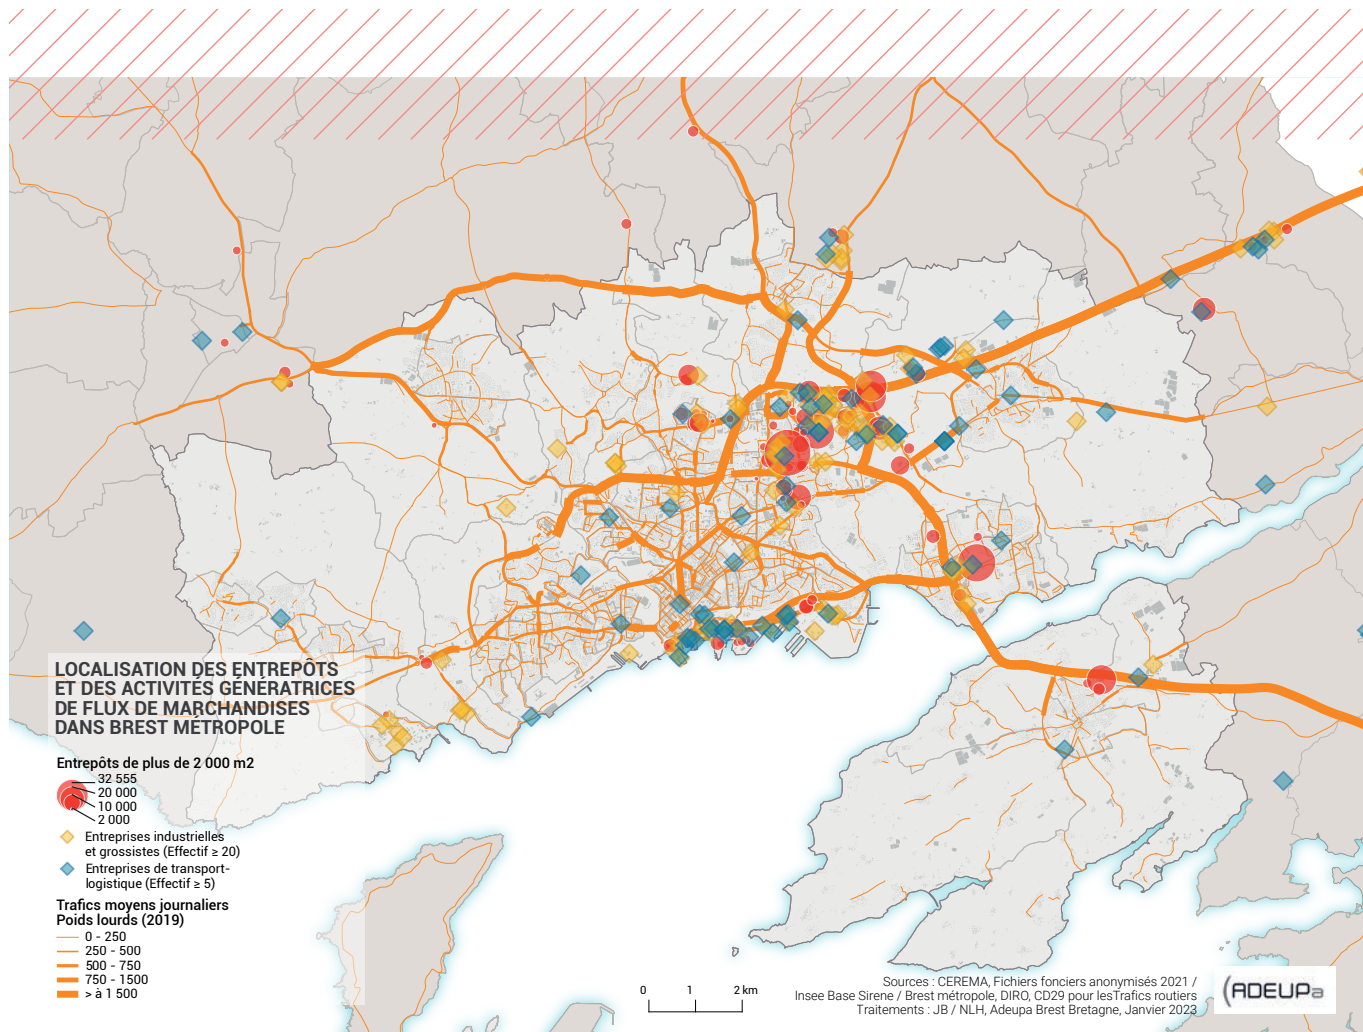 LOCALISATION DES ENTREPÔTS
ET DES ACTIVITÉS GÉNÉRATRICES
DE FLUX DE MARCHANDISES
DANS BREST MÉTROPOLE
Entrepôts de plus de 2 000 m2
32 555
20 000
10 000
2 000
Entreprises industrielles
et grossistes (Effectif ≥ 20)
Entreprises de transport-
logistique (Effectif ≥ 5)
Trafics moyens journaliers
Poids lourds (2019)
0 - 250
250 - 500
500 - 750
750 - 1500
> à 1 500
0 1 2 km
Sources : CEREMA, Fichiers fonciers anonymisés 2021 /
Insee Base Sirene / Brest métropole, DIRO, CD29 pour lesTrafics routiers
Traitements : JB / NLH, Adeupa Brest Bretagne, Janvier 2023
ADEUPa